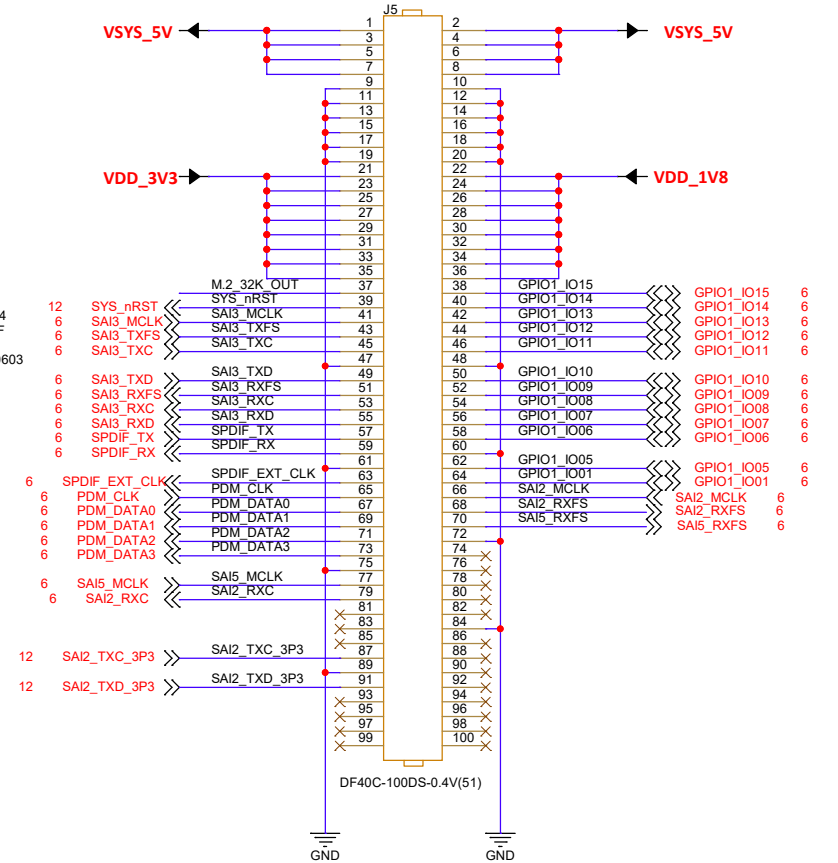 J5
VSYS_5V 1 2 VSYS_5V
3 4
5 6
7 8
9 10
11 12
13 14
15 16
17 18
19 20
VDD_3V3 21 22 VDD_1V8
23 24
25 26
27 28
29 30
31 32
33 34
35 36
M.2_32K_OUT 37 38 GPIO1_IO15 GPIO1_IO15 6
12 SYS_nRST SYS_nRST 39 40 GPIO1_IO14 GPIO1_IO14 6
4
6 SAI3_MCLK SAI3_MCLK 41 42 GPIO1_IO13 GPIO1_IO13 6
F
6 SAI3_TXFS SAI3_TXFS 43 44 GPIO1_IO12 GPIO1_IO12 6
6 SAI3_TXC SAI3_TXC 45 46 GPIO1_IO11 GPIO1_IO11 6
0603
47 48
6 SAI3_TXD SAI3_TXD 49 50 GPIO1_IO10 GPIO1_IO10 6
6 SAI3_RXFS SAI3_RXFS 51 52 GPIO1_IO09 GPIO1_IO09 6
6 SAI3_RXC SAI3_RXC 53 54 GPIO1_IO08 GPIO1_IO08 6
6 SAI3_RXD SAI3_RXD 55 56 GPIO1_IO07 GPIO1_IO07 6
6 SPDIF_TX SPDIF_TX 57 58 GPIO1_IO06 GPIO1_IO06 6
6 SPDIF_RX SPDIF_RX 59 60
61 62 GPIO1_IO05 GPIO1_IO05 6
6 SPDIF_EXT_CLK SPDIF_EXT_CLK 63 64 GPIO1_IO01 GPIO1_IO01 6
6 PDM_CLK PDM_CLK 65 66 SAI2_MCLK SAI2_MCLK 6
6 PDM_DATA0 PDM_DATA0 67 68 SAI2_RXFS SAI2_RXFS 6
6 PDM_DATA1 PDM_DATA1 69 70 SAI5_RXFS SAI5_RXFS 6
6 PDM_DATA2 PDM_DATA2 71 72
6 PDM_DATA3 PDM_DATA3 73 74
75 76
6 SAI5_MCLK SAI5_MCLK 77 78
6 SAI2_RXC SAI2_RXC 79 80
81 82
83 84
85 86
12 SAI2_TXC_3P3 SAI2_TXC_3P3 87 88
89 90
12 SAI2_TXD_3P3 SAI2_TXD_3P3 91 92
93 94
95 96
97 98
99 100
DF40C-100DS-0.4V(51)
GND GND